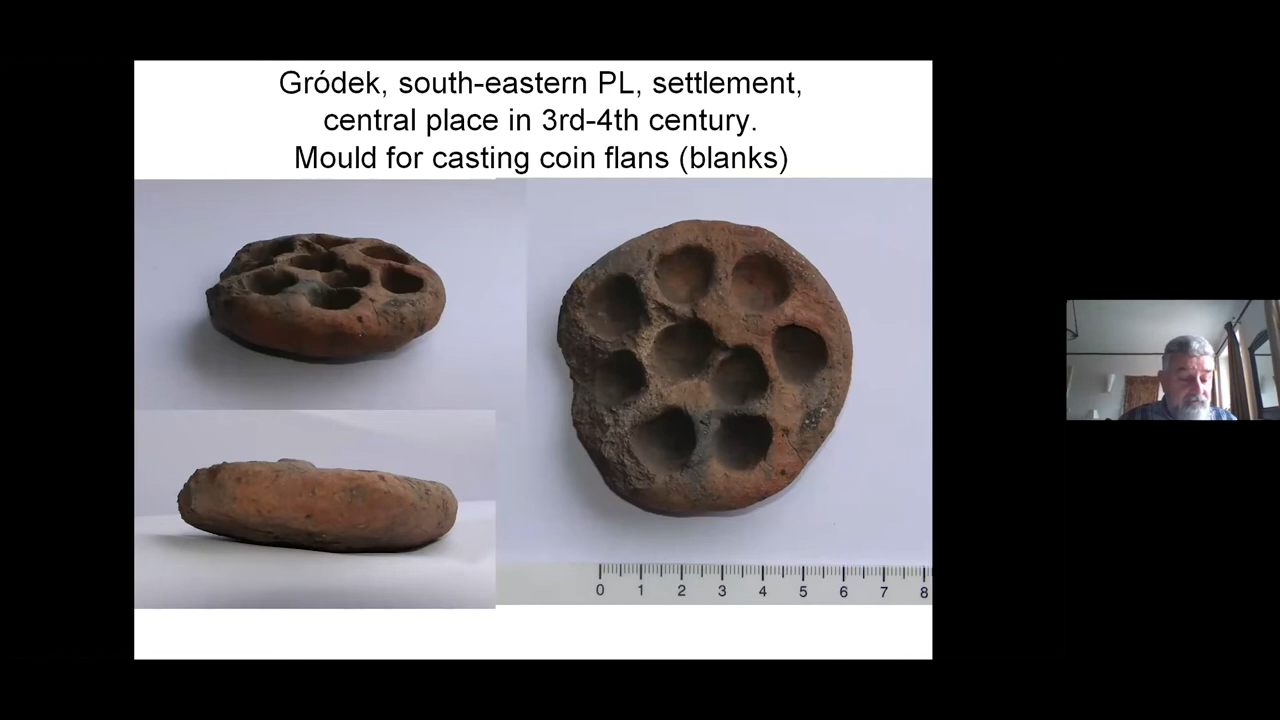 Gródek, south-eastern PL, settlement,
central place in 3rd-4th century.
Mould for casting coin flans (blanks)
0 1 2 3 4 5 6 7 8